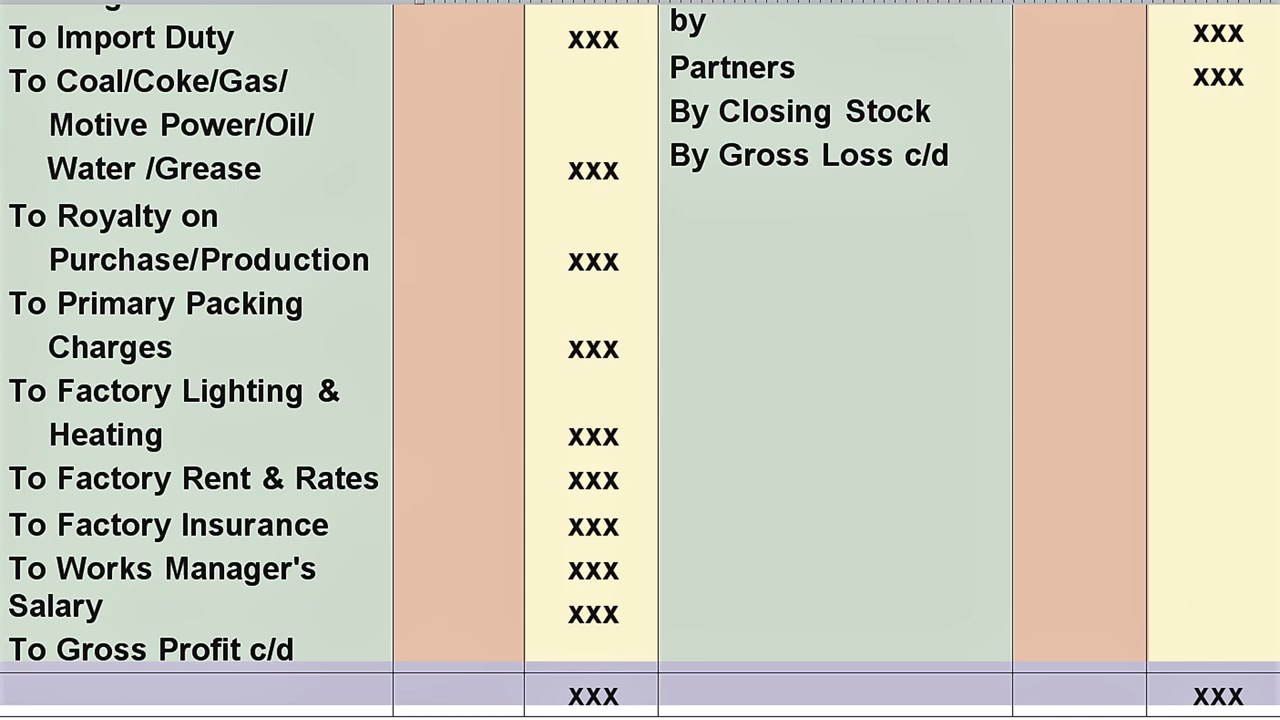 To Import Duty xxx
To Coal/Coke/Gas/
Motive Power/Oil/
Water /Grease xxx
To Royalty on
Purchase/Production xxx
To Primary Packing
Charges xxx
To Factory Lighting &
Heating xxx
To Factory Rent & Rates xxx
To Factory Insurance xxx
To Works Manager's xxx
Salary xxx
To Gross Profit c/d
xxx
by xxx
Partners xxx
By Closing Stock
By Gross Loss c/d
xxx